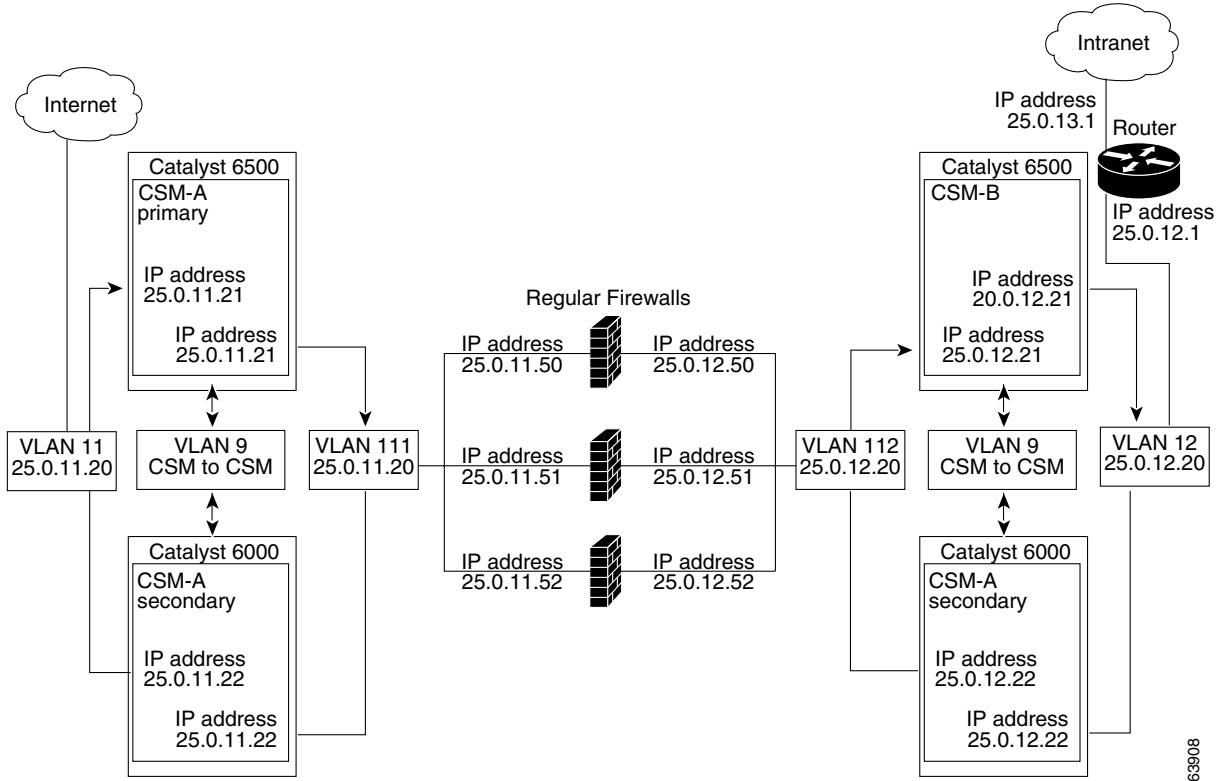 Internet
Catalyst 6500
CSM-A
primary
IP address
25.0.11.21
IP address
25.0.11.21
VLAN 11
25.0.11.20
VLAN 9
CSM to CSM
VLAN 111
25.0.11.20
Catalyst 6000
CSM-A
secondary
IP address
25.0.11.22
IP address
25.0.11.22
Regular Firewalls
IP address
25.0.11.50
IP address
25.0.12.50
IP address
25.0.11.51
IP address
25.0.12.51
IP address
25.0.11.52
IP address
25.0.12.52
Intranet
IP address
25.0.13.1
Router
IP address
25.0.12.1
Catalyst 6500
CSM-B
IP address
20.0.12.21
IP address
25.0.12.21
VLAN 112
25.0.12.20
VLAN 9
CSM to CSM
VLAN 12
25.0.12.20
Catalyst 6000
CSM-A
secondary
IP address
25.0.12.22
IP address
25.0.12.22
63908